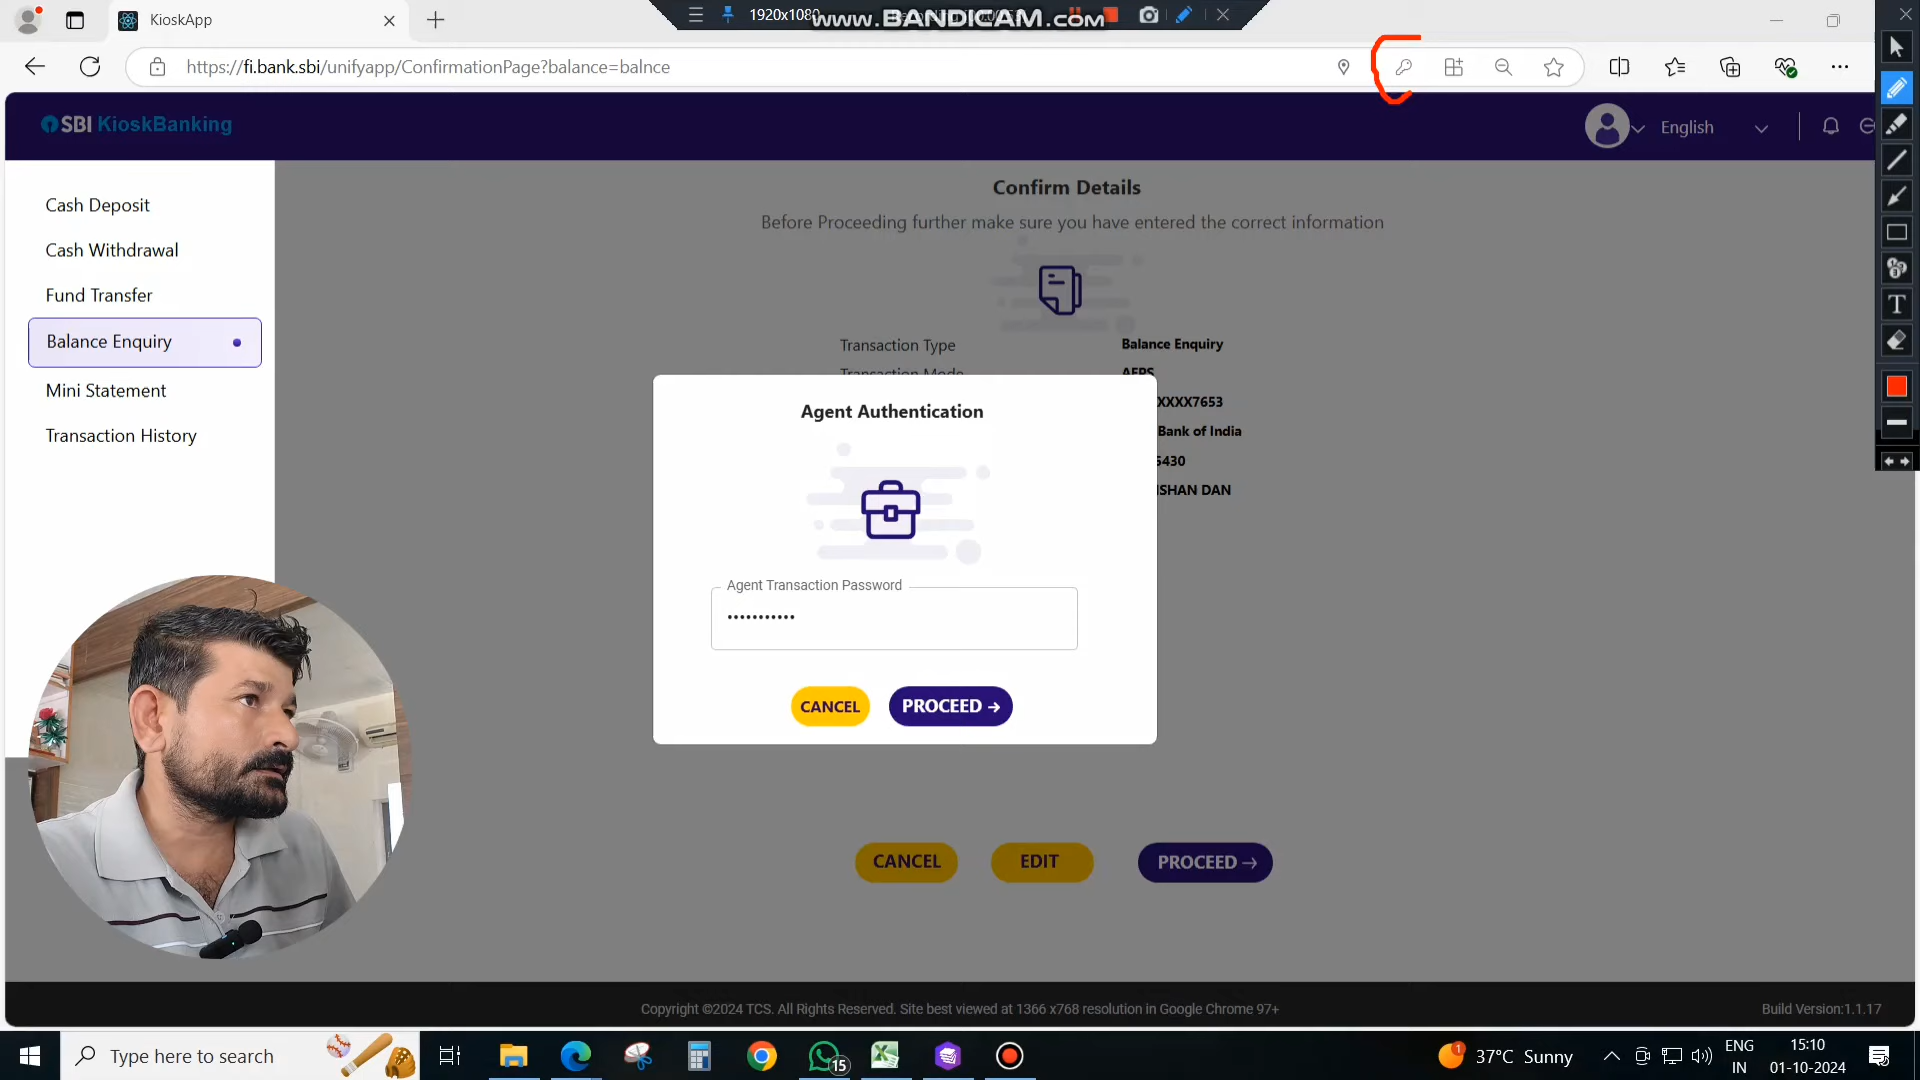 KioskApp
1920x1080
www.BANDICAM.com
https://fi.bank.sbi/unifyapp/ConfirmationPage?balance=balnce
SBI KioskBanking
English
Cash Deposit
Cash Withdrawal
Fund Transfer
Balance Enquiry
Mini Statement
Transaction History
Confirm Details
Before Proceeding further make sure you have entered the correct information
Transaction Type Balance Enquiry
Transaction Mode AEPS
XXXX7653
Bank of India
5430
ISHAN DAN
Agent Authentication
Agent Transaction Password
•••••••••••
CANCEL PROCEED →
CANCEL EDIT PROCEED →
Copyright ©2024 TCS. All Rights Reserved. Site best viewed at 1366 x768 resolution in Google Chrome 97+
Build Version:1.1.17
Type here to search
15
1
37°C Sunny
ENG
IN
15:10
01-10-2024